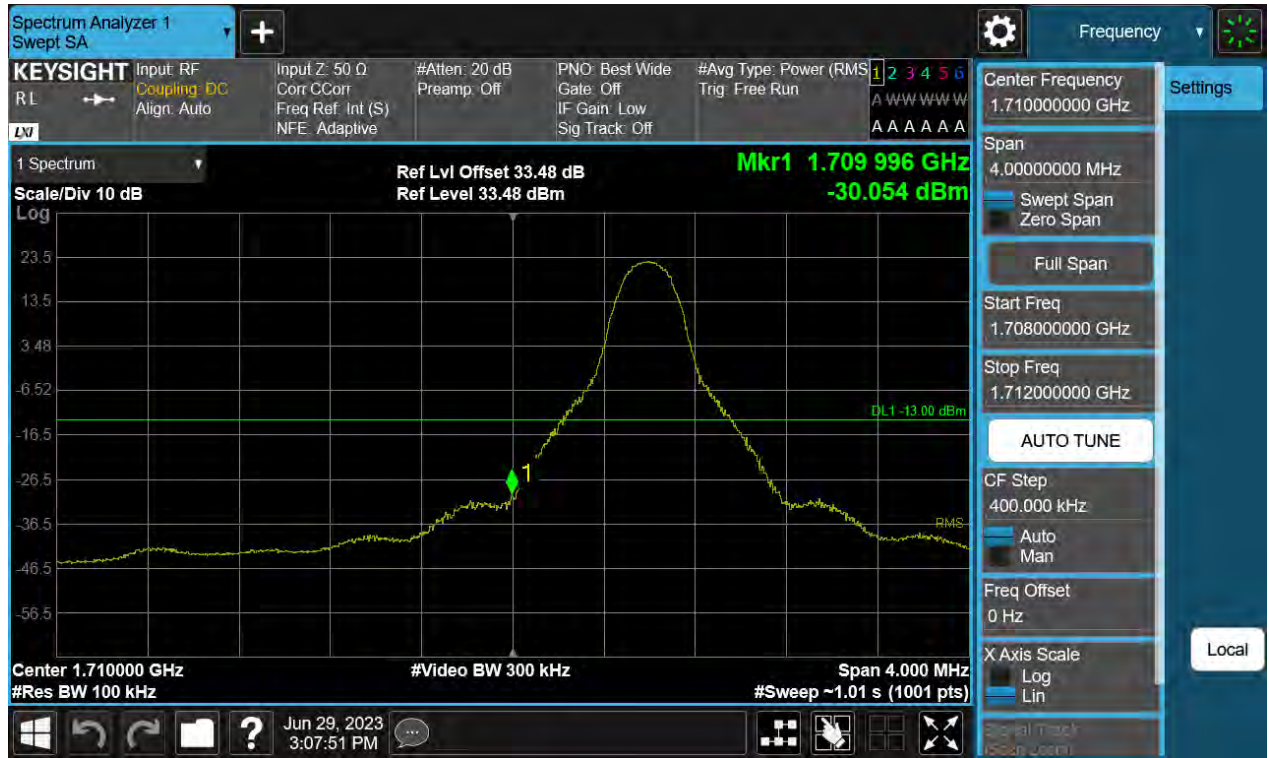 Spectrum Analyzer 1
Swept SA
Frequency
KEYSIGHT
RL
LXI
Input: RF
Coupling: DC
Align: Auto
Input Z: 50 Ω
Corr CCorr
Freq Ref: Int (S)
NFE: Adaptive
#Atten: 20 dB
Preamp: Off
PNO: Best Wide
Gate: Off
IF Gain: Low
Sig Track: Off
#Avg Type: Power (RMS
Trig: Free Run
1 2 3 4 5 6
A W W W W W
A A A A A A
1 Spectrum
Scale/Div 10 dB
Log
Ref Lvl Offset 33.48 dB
Ref Level 33.48 dBm
Mkr1 1.709 996 GHz
-30.054 dBm
23.5
13.5
3.48
-6.52
DL1 -13.00 dBm
-16.5
1
-26.5
-36.5
RMS
-46.5
-56.5
Center 1.710000 GHz
#Video BW 300 kHz
Span 4.000 MHz
#Res BW 100 kHz
#Sweep ~1.01 s (1001 pts)
Jun 29, 2023
3:07:51 PM
Center Frequency
1.710000000 GHz
Settings
Span
4.00000000 MHz
Swept Span
Zero Span
Full Span
Start Freq
1.708000000 GHz
Stop Freq
1.712000000 GHz
AUTO TUNE
CF Step
400.000 kHz
Auto
Man
Freq Offset
0 Hz
X Axis Scale
Log
Lin
Local
Signal Track
(Span Zoom)